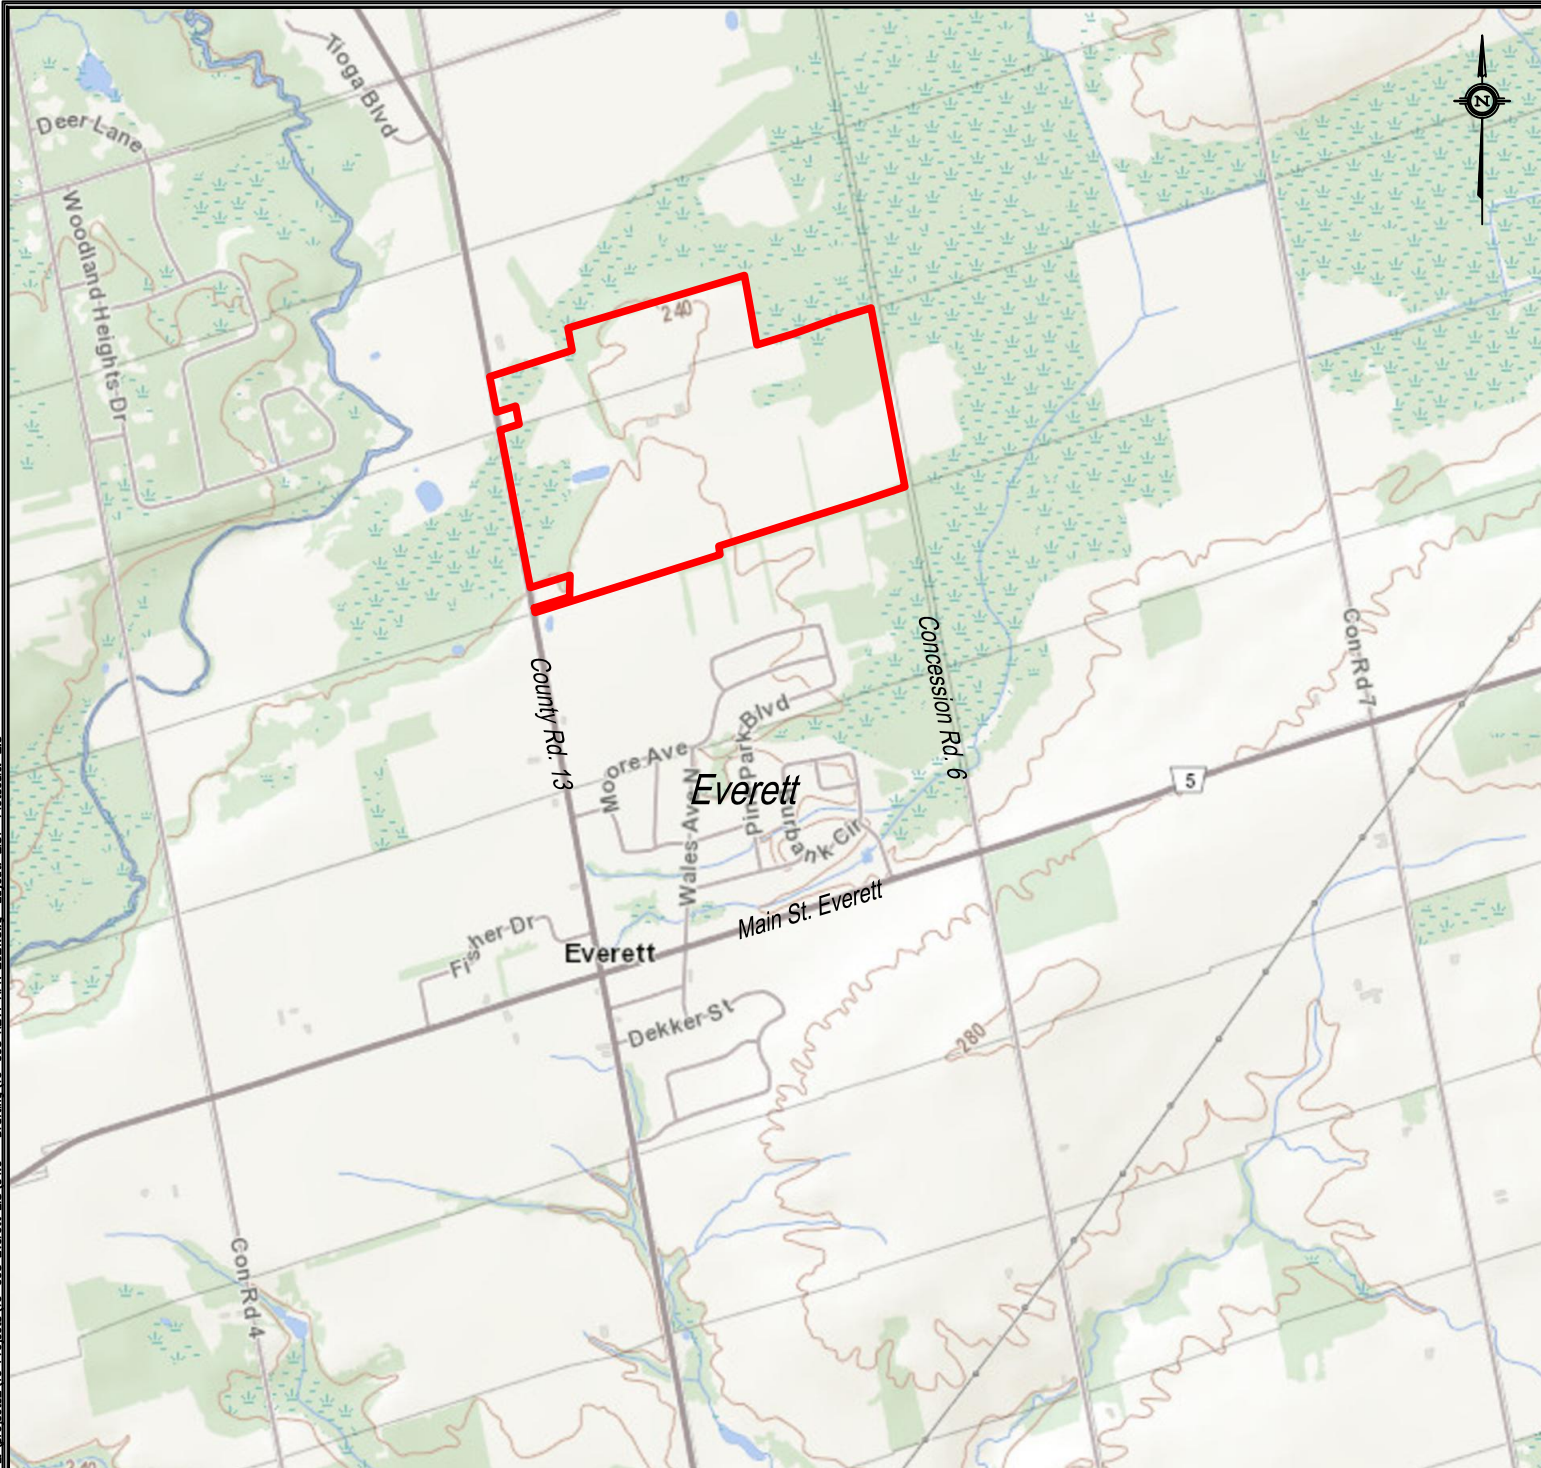 Tioga Blvd
Deer Lane
N
Woodland Heights Dr
240
Concession Rd. 6
Con Rd 7
County Rd. 13
Moore Ave
Pine Park Blvd
Everett
5
Wales Ave N
urbank Cir
Main St. Everett
Fisher Dr
Everett
Dekker St
280
Con Rd 4
240